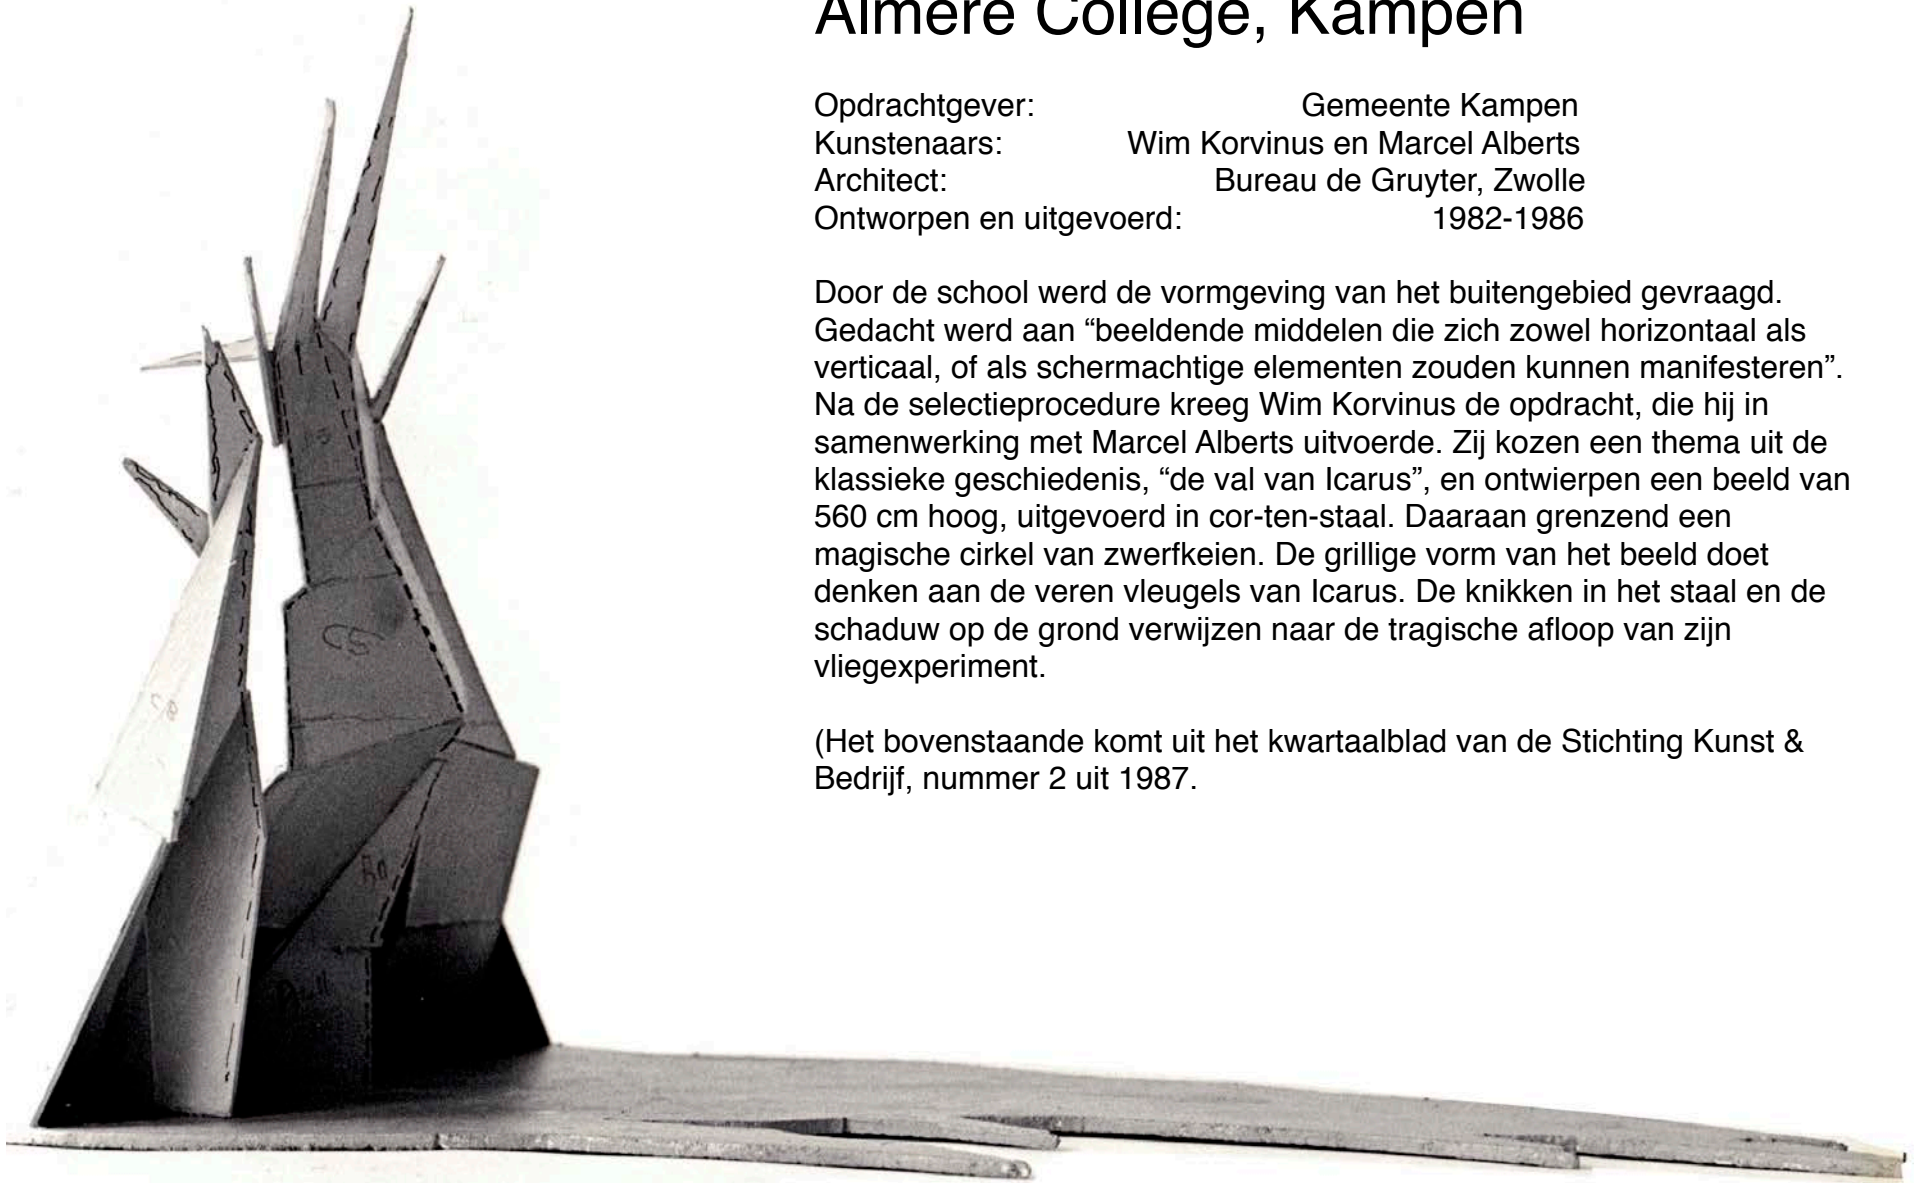 Almere College, Kampen
Opdrachtgever: Gemeente Kampen
Kunstenaars: Wim Korvinus en Marcel Alberts
Architect: Bureau de Gruyter, Zwolle
Ontworpen en uitgevoerd: 1982-1986
Door de school werd de vormgeving van het buitengebied gevraagd.
Gedacht werd aan “beeldende middelen die zich zowel horizontaal als
verticaal, of als schermachtige elementen zouden kunnen manifesteren”.
Na de selectieprocedure kreeg Wim Korvinus de opdracht, die hij in
samenwerking met Marcel Alberts uitvoerde. Zij kozen een thema uit de
klassieke geschiedenis, “de val van Icarus”, en ontwierpen een beeld van
560 cm hoog, uitgevoerd in cor-ten-staal. Daaraan grenzend een
magische cirkel van zwerfkeien. De grillige vorm van het beeld doet
denken aan de veren vleugels van Icarus. De knikken in het staal en de
schaduw op de grond verwijzen naar de tragische afloop van zijn
vliegexperiment.
(Het bovenstaande komt uit het kwartaalblad van de Stichting Kunst &
Bedrijf, nummer 2 uit 1987.
C5